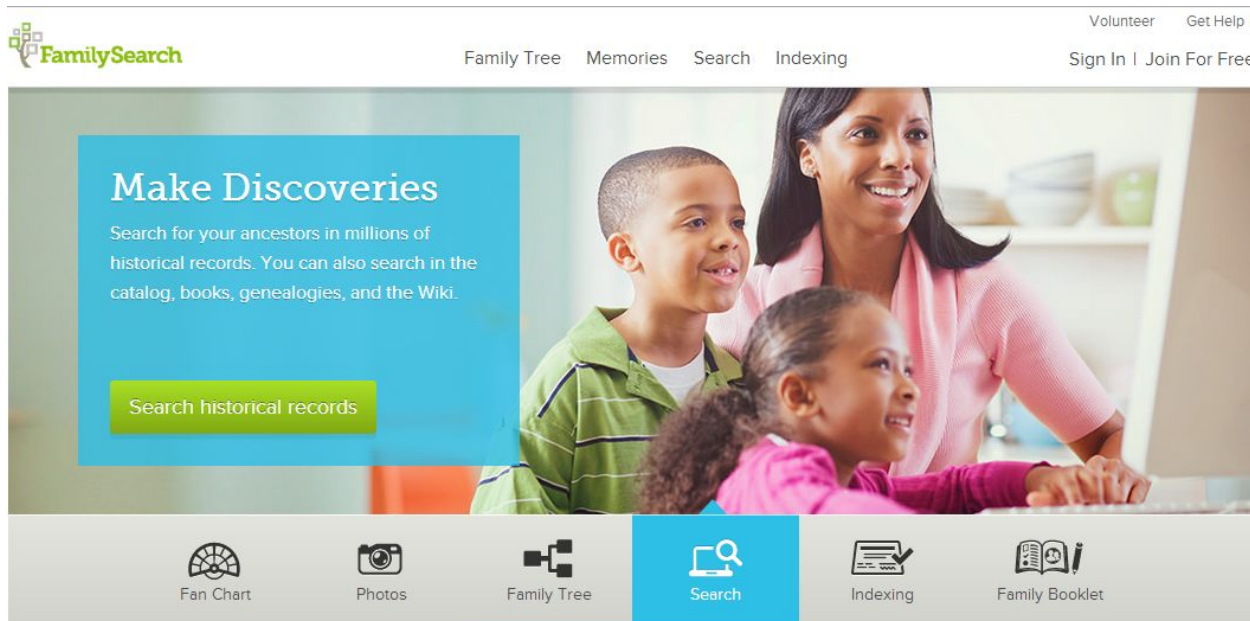 Volunteer Get Help
FamilySearch
Family Tree Memories Search Indexing
Sign In | Join For Free
Make Discoveries
Search for your ancestors in millions of
historical records. You can also search in the
catalog, books, genealogies, and the Wiki.
Search historical records
Fan Chart Photos Family Tree Search Indexing Family Booklet